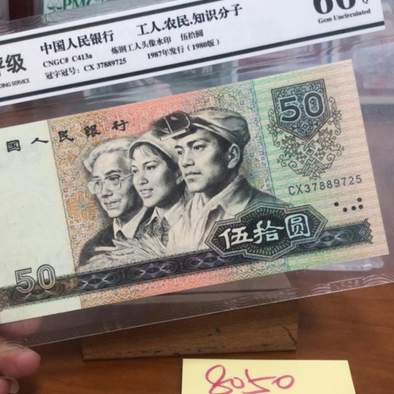 PMG
评级
中国人民银行
工人.农民.知识分子
CNGC# C413a
炼钢工人头像水印 伍拾圆
冠字冠号: CX 37889725
1987年发行 (1980版)
Gem Uncirculated
国人民银行
50
CX37889725
伍拾圆
50
8050